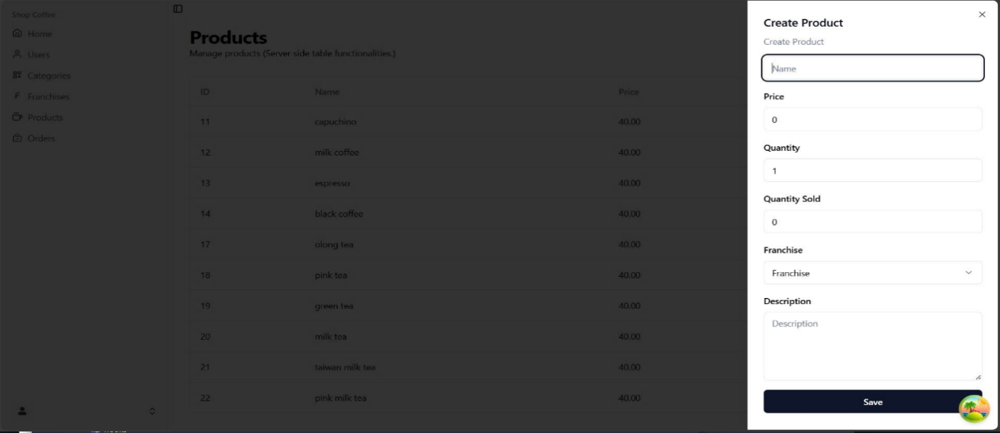 Shop Coffee
Home
Users
Categories
Franchises
Products
Orders
Products
Manage products (Server side table functionalities.)
ID Name Price
11 capuchino 40.00
12 milk coffee 40.00
13 espresso 40.00
14 black coffee 40.00
17 olong tea 40.00
18 pink tea 40.00
19 green tea 40.00
20 milk tea 40.00
21 taiwan milk tea 40.00
22 pink milk tea 40.00
Create Product
Create Product
Name
Price
0
Quantity
1
Quantity Sold
0
Franchise
Franchise
Description
Description
Save